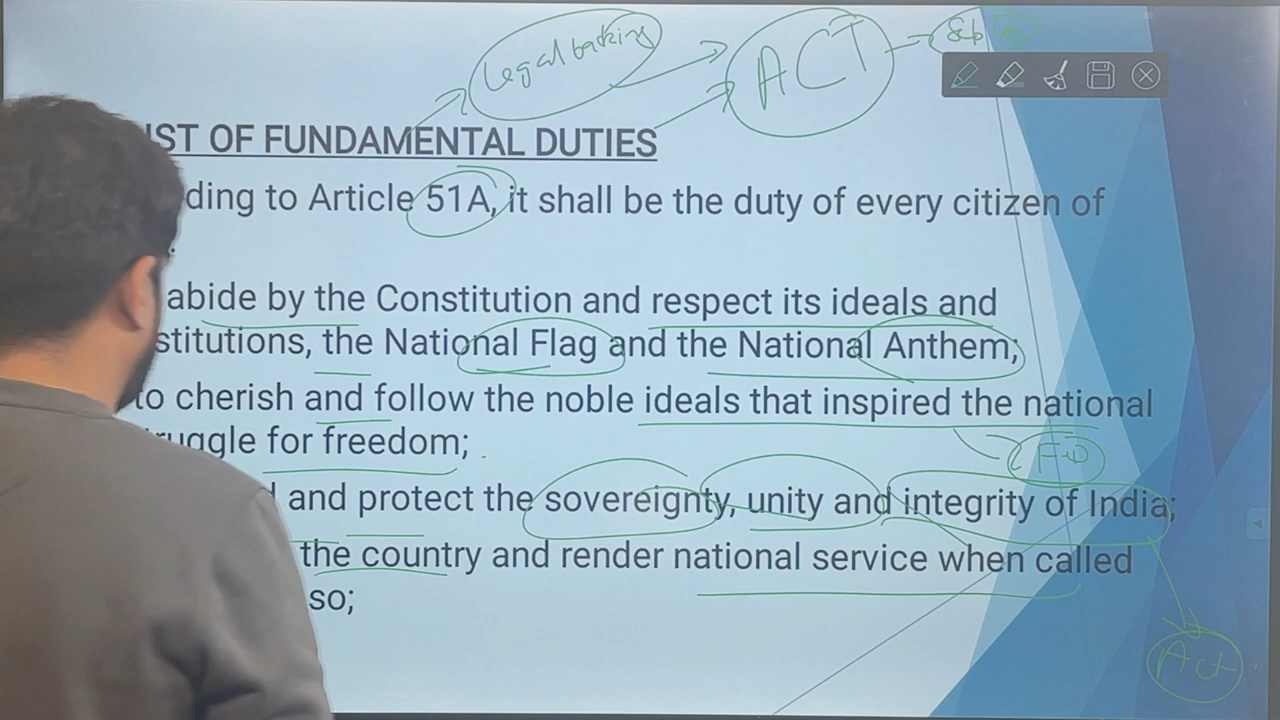 Legal backing
ACT
IST OF FUNDAMENTAL DUTIES
ding to Article 51A, it shall be the duty of every citizen of
abide by the Constitution and respect its ideals and
stitutions, the National Flag and the National Anthem;
to cherish and follow the noble ideals that inspired the national
ruggle for freedom;
FD
and protect the sovereignty, unity and integrity of India;
the country and render national service when called
so;
Act